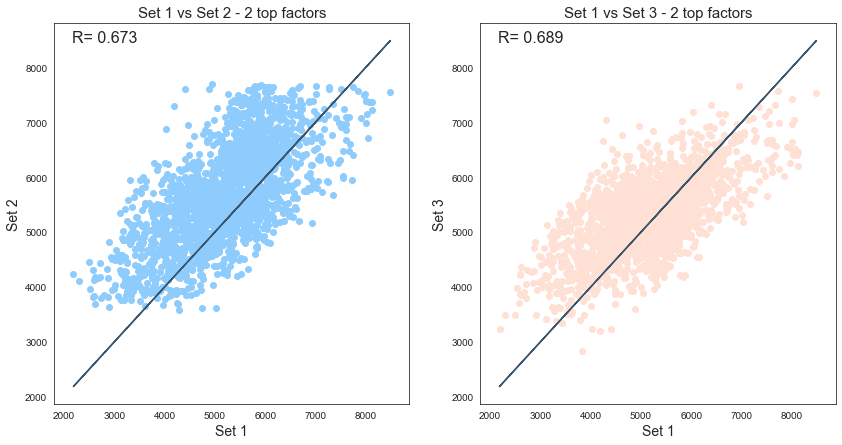 Set 1 vs Set 2 - 2 top factors
R= 0.673
8000
7000
6000
5000
4000
3000
2000
Set 2
2000 3000 4000 5000 6000 7000 8000
Set 1
Set 1 vs Set 3 - 2 top factors
R= 0.689
8000
7000
6000
5000
4000
3000
2000
Set 3
2000 3000 4000 5000 6000 7000 8000
Set 1